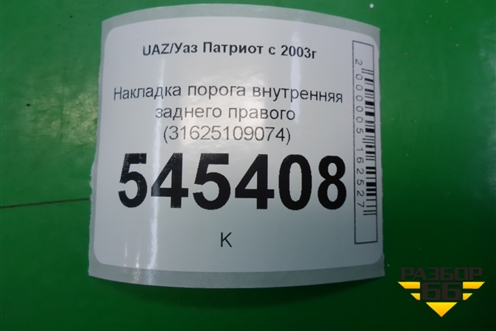 UAZ/Уаз Патриот с 2003г
Накладка порога внутренняя
заднего правого
(31625109074)
545408
К
2000005162527
РАЗБОР
66